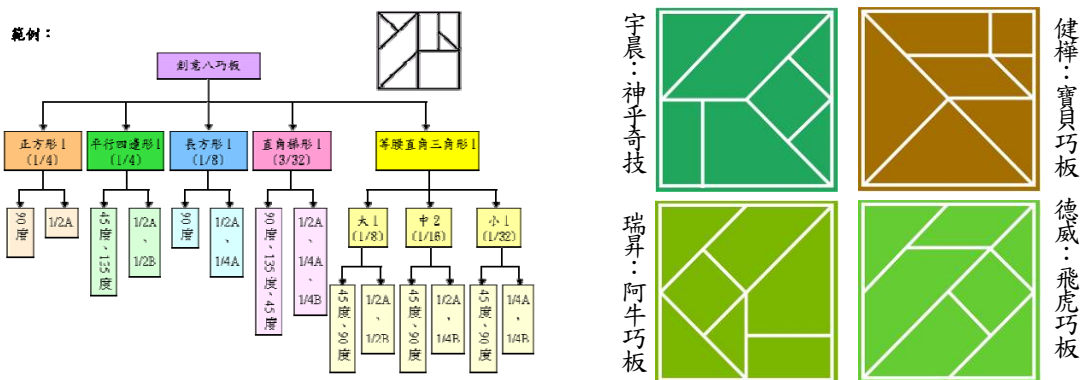 範例：
創意八巧板
正方形1
(1/4)
平行四邊形1
(1/4)
長方形1
(1/8)
直角梯形1
(3/32)
等腰直角三角形1
90度
1/2A
45度、135度
1/2A、1/2B
90度
1/2A、1/4A
90度、135度、45度
1/2A、1/4A、1/4B
大1
(1/8)
中2
(1/16)
小1
(1/32)
45度、90度
1/2A、1/2B
45度、90度
1/2A、1/4B
45度、90度
1/4A、1/4B
宇晨：神乎奇技
健樺：寶貝巧板
瑞昇：阿牛巧板
德威：飛虎巧板